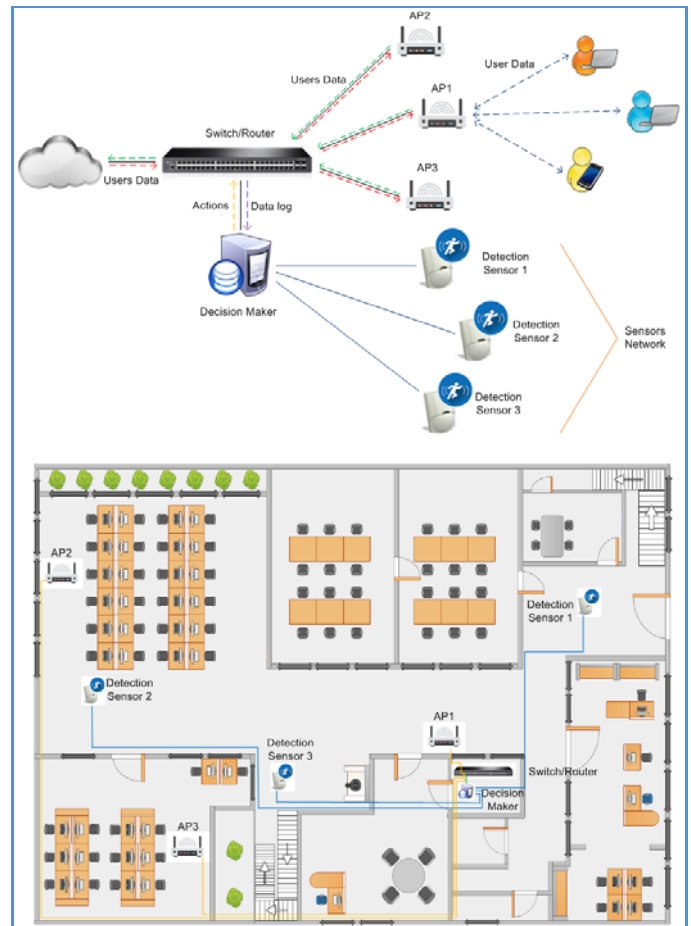 AP2
Users Data
User Data
AP1
Switch/Router
Users Data
AP3
Actions
Data log
Detection
Sensor 1
Decision Maker
Detection
Sensor 2
Sensors
Network
Detection
Sensor 3
AP2
Detection
Sensor 1
Detection
Sensor 2
AP1
Detection
Sensor 3
Switch/Router
Decision
Maker
AP3